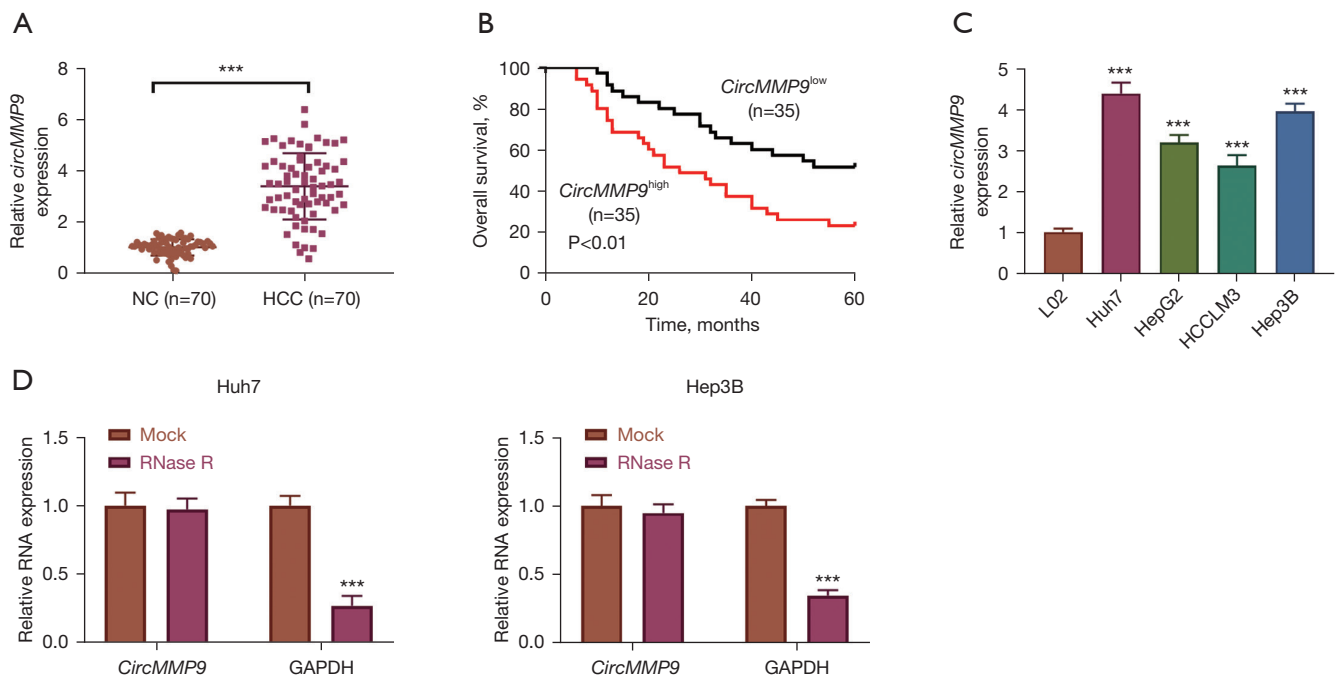 A
Relative circMMP9
expression
8
6
4
2
0
***
NC (n=70)
HCC (n=70)
B
Overall survival, %
100
80
60
40
20
0
CircMMP9low
(n=35)
CircMMP9high
(n=35)
P<0.01
0
20
40
60
Time, months
C
Relative circMMP9
expression
5
4
3
2
1
0
***
***
***
***
L02
Huh7
HepG2
HCCLM3
Hep3B
D
Huh7
Relative RNA expression
1.5
1.0
0.5
0.0
Mock
RNase R
***
CircMMP9
GAPDH
Hep3B
Relative RNA expression
1.5
1.0
0.5
0.0
Mock
RNase R
***
CircMMP9
GAPDH